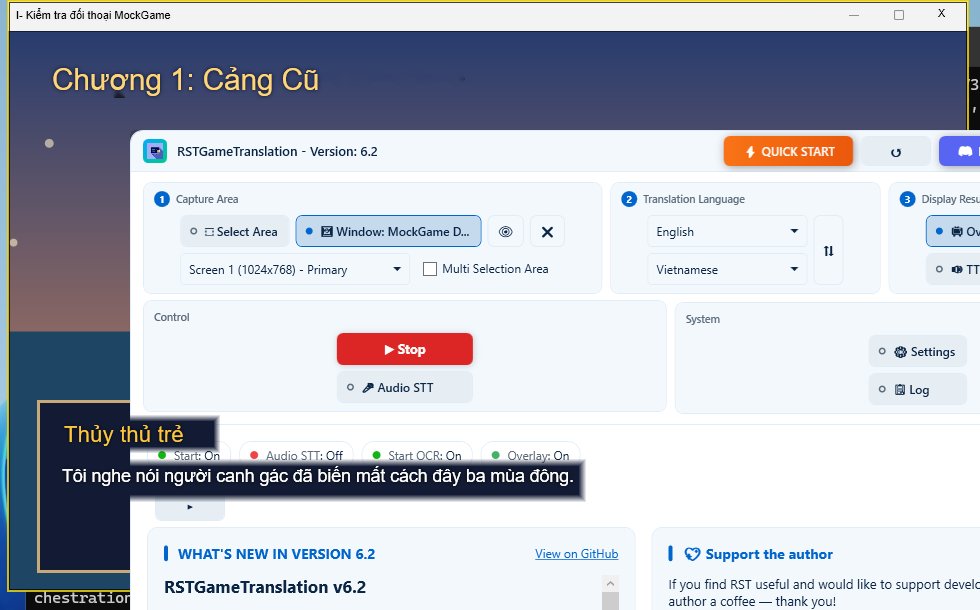 I- Kiểm tra đối thoại MockGame
Chương 1: Cảng Cũ
RSTGameTranslation - Version: 6.2
QUICK START
1 Capture Area
Select Area
Window: MockGame D...
Screen 1 (1024x768) - Primary
Multi Selection Area
2 Translation Language
English
Vietnamese
3 Display Resu
Ov
TT
Control
Stop
Audio STT
System
Settings
Log
Thủy thủ trẻ
Start: On
Audio STT: Off
Start OCR: On
Overlay: On
Tôi nghe nói người canh gác đã biến mất cách đây ba mùa đông.
WHAT'S NEW IN VERSION 6.2
View on GitHub
RSTGameTranslation v6.2
Support the author
If you find RST useful and would like to support develo
author a coffee — thank you!
chestration